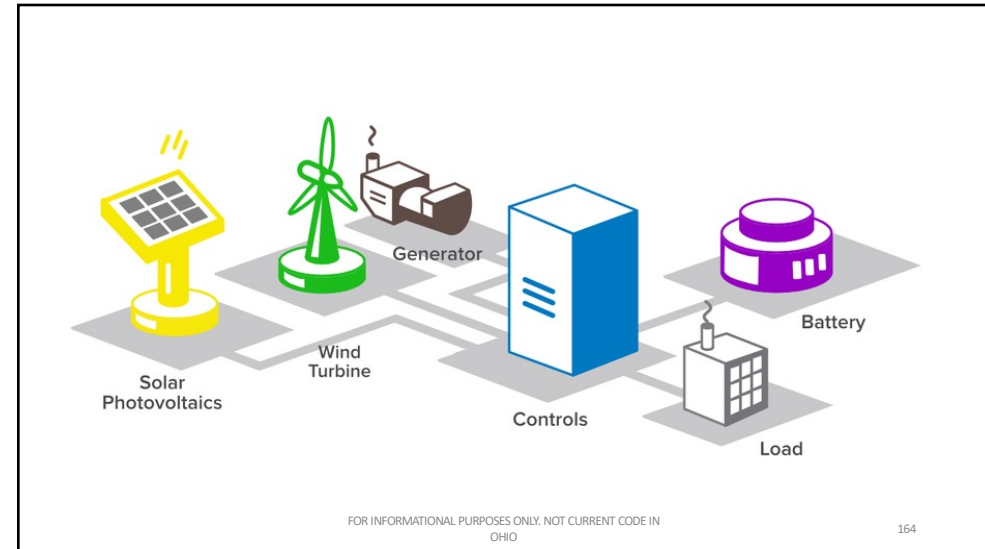 Generator
Wind
Turbine
Solar
Photovoltaics
Battery
Controls
Load
FOR INFORMATIONAL PURPOSES ONLY. NOT CURRENT CODE IN
OHIO
164